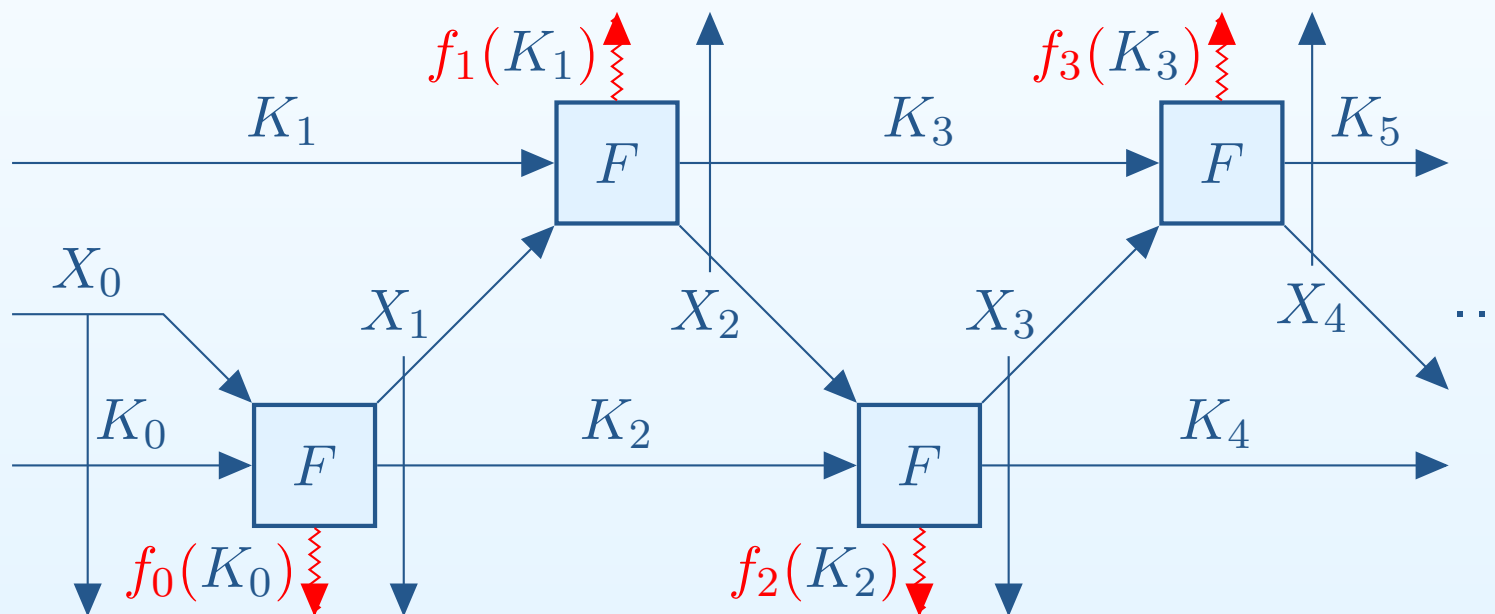 f₁(K₁) f₃(K₃)
K₁ K₃ K₅
F F
X₀
X₁ X₂ X₃ X₄ ..
K₀ K₂ K₄
F F
f₀(K₀) f₂(K₂)